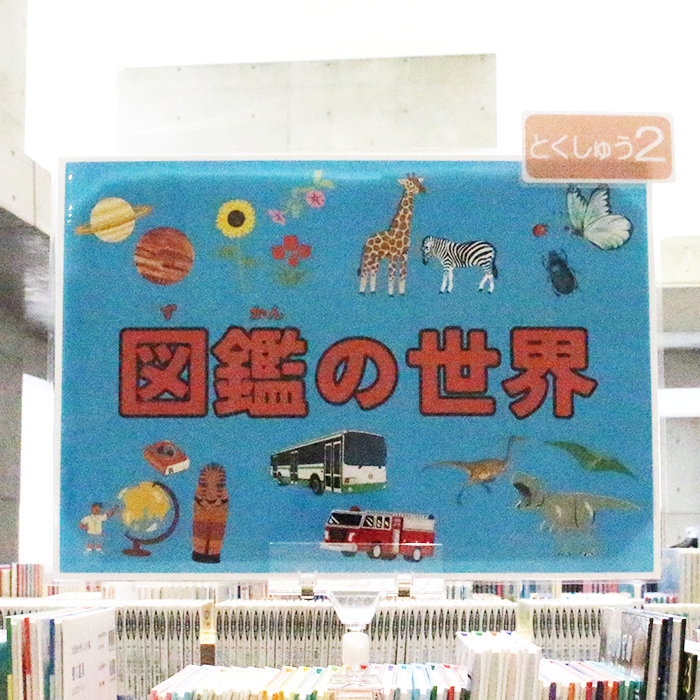 とくしゅう2
ず かん
図鑑の世界